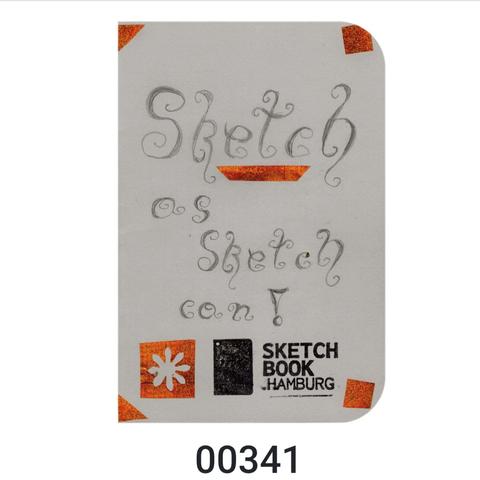 Sketch
as
Sketch
can!
SKETCH
BOOK
.HAMBURG
00341